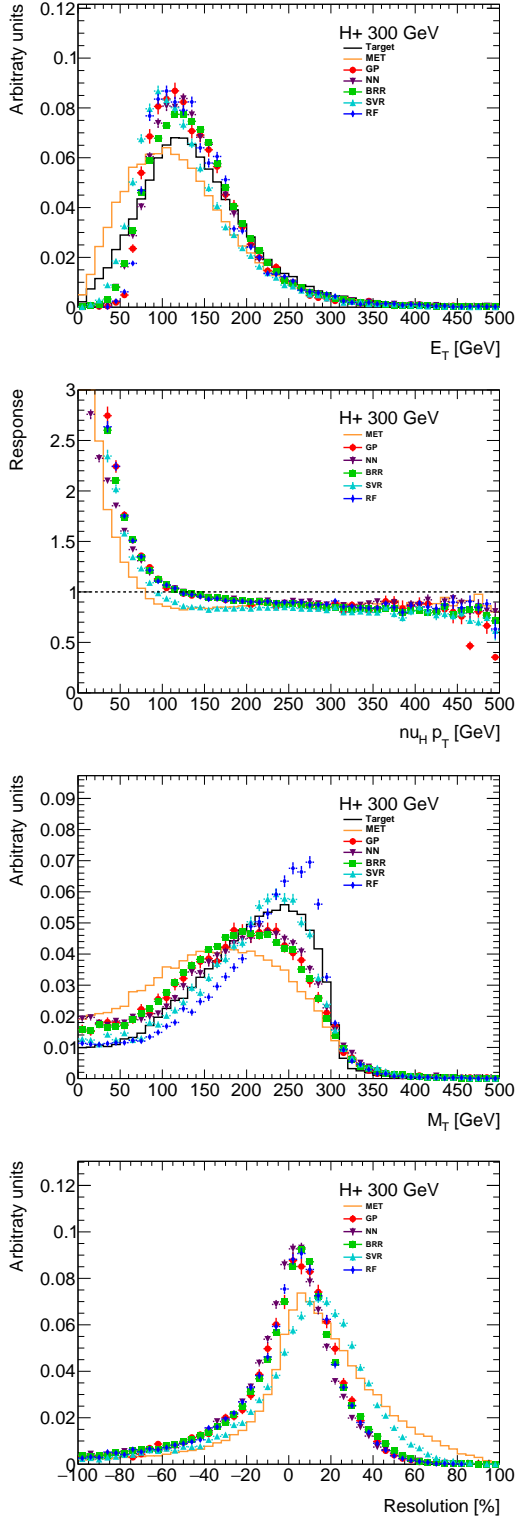 Arbitraty units
0.12
0.1
0.08
0.06
0.04
0.02
0
H+ 300 GeV
Target
MET
GP
NN
BRR
SVR
RF
0 50 100 150 200 250 300 350 400 450 500
E_T [GeV]
Response
3
2.5
2
1.5
1
0.5
0
H+ 300 GeV
MET
GP
NN
BRR
SVR
RF
0 50 100 150 200 250 300 350 400 450 500
nu_H p_T [GeV]
Arbitraty units
0.09
0.08
0.07
0.06
0.05
0.04
0.03
0.02
0.01
0
H+ 300 GeV
Target
MET
GP
NN
BRR
SVR
RF
0 50 100 150 200 250 300 350 400 450 500
M_T [GeV]
Arbitraty units
0.12
0.1
0.08
0.06
0.04
0.02
0
H+ 300 GeV
MET
GP
NN
BRR
SVR
RF
−100 −80 −60 −40 −20 0 20 40 60 80 100
Resolution [%]